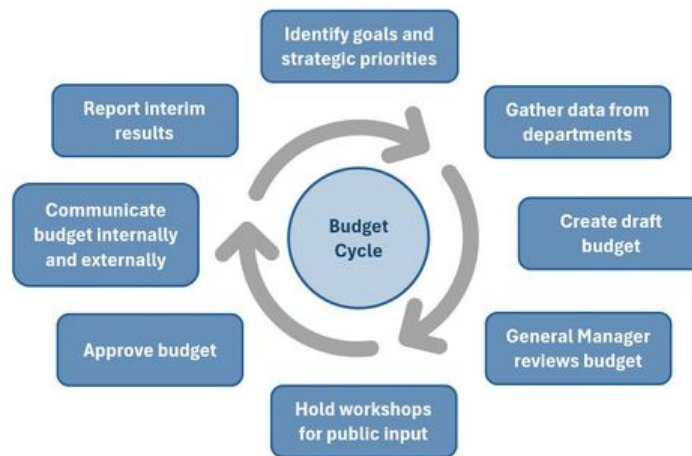 Identify goals and
strategic priorities
Gather data from
departments
Create draft
budget
General Manager
reviews budget
Hold workshops
for public input
Approve budget
Communicate
budget internally
and externally
Report interim
results
Budget
Cycle